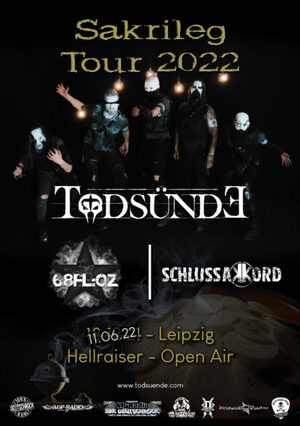 Sakrileg
Tour 2022
TODSÜNDE
68FL:OZ
SCHLUSSAKKORD
11.06.22 – Leipzig
Hellraiser – Open Air
www.todsuende.com